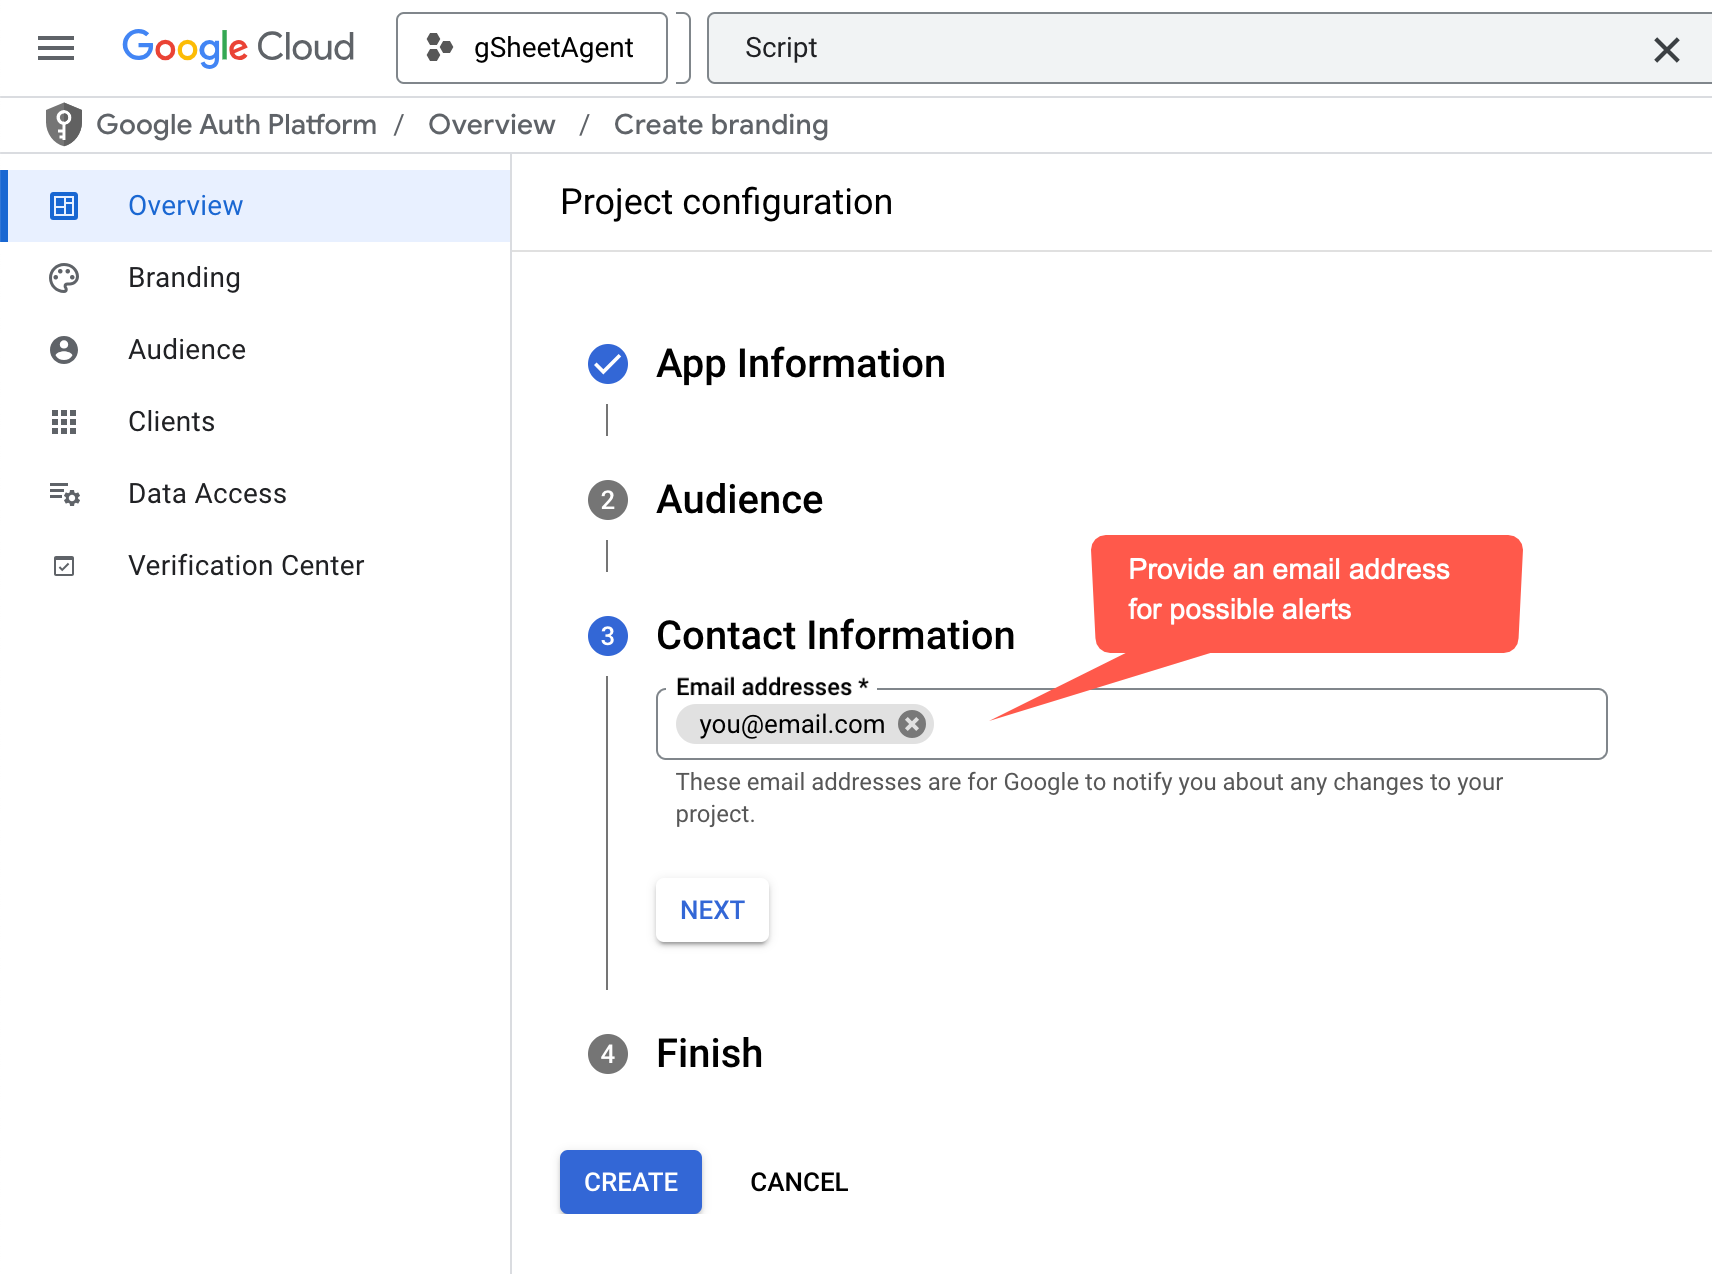 Google Cloud
gSheetAgent
Script
Google Auth Platform / Overview / Create branding
Overview
Branding
Audience
Clients
Data Access
Verification Center
Project configuration
App Information
2 Audience
Provide an email address
for possible alerts
3 Contact Information
Email addresses *
you@email.com
These email addresses are for Google to notify you about any changes to your
project.
NEXT
4 Finish
CREATE
CANCEL